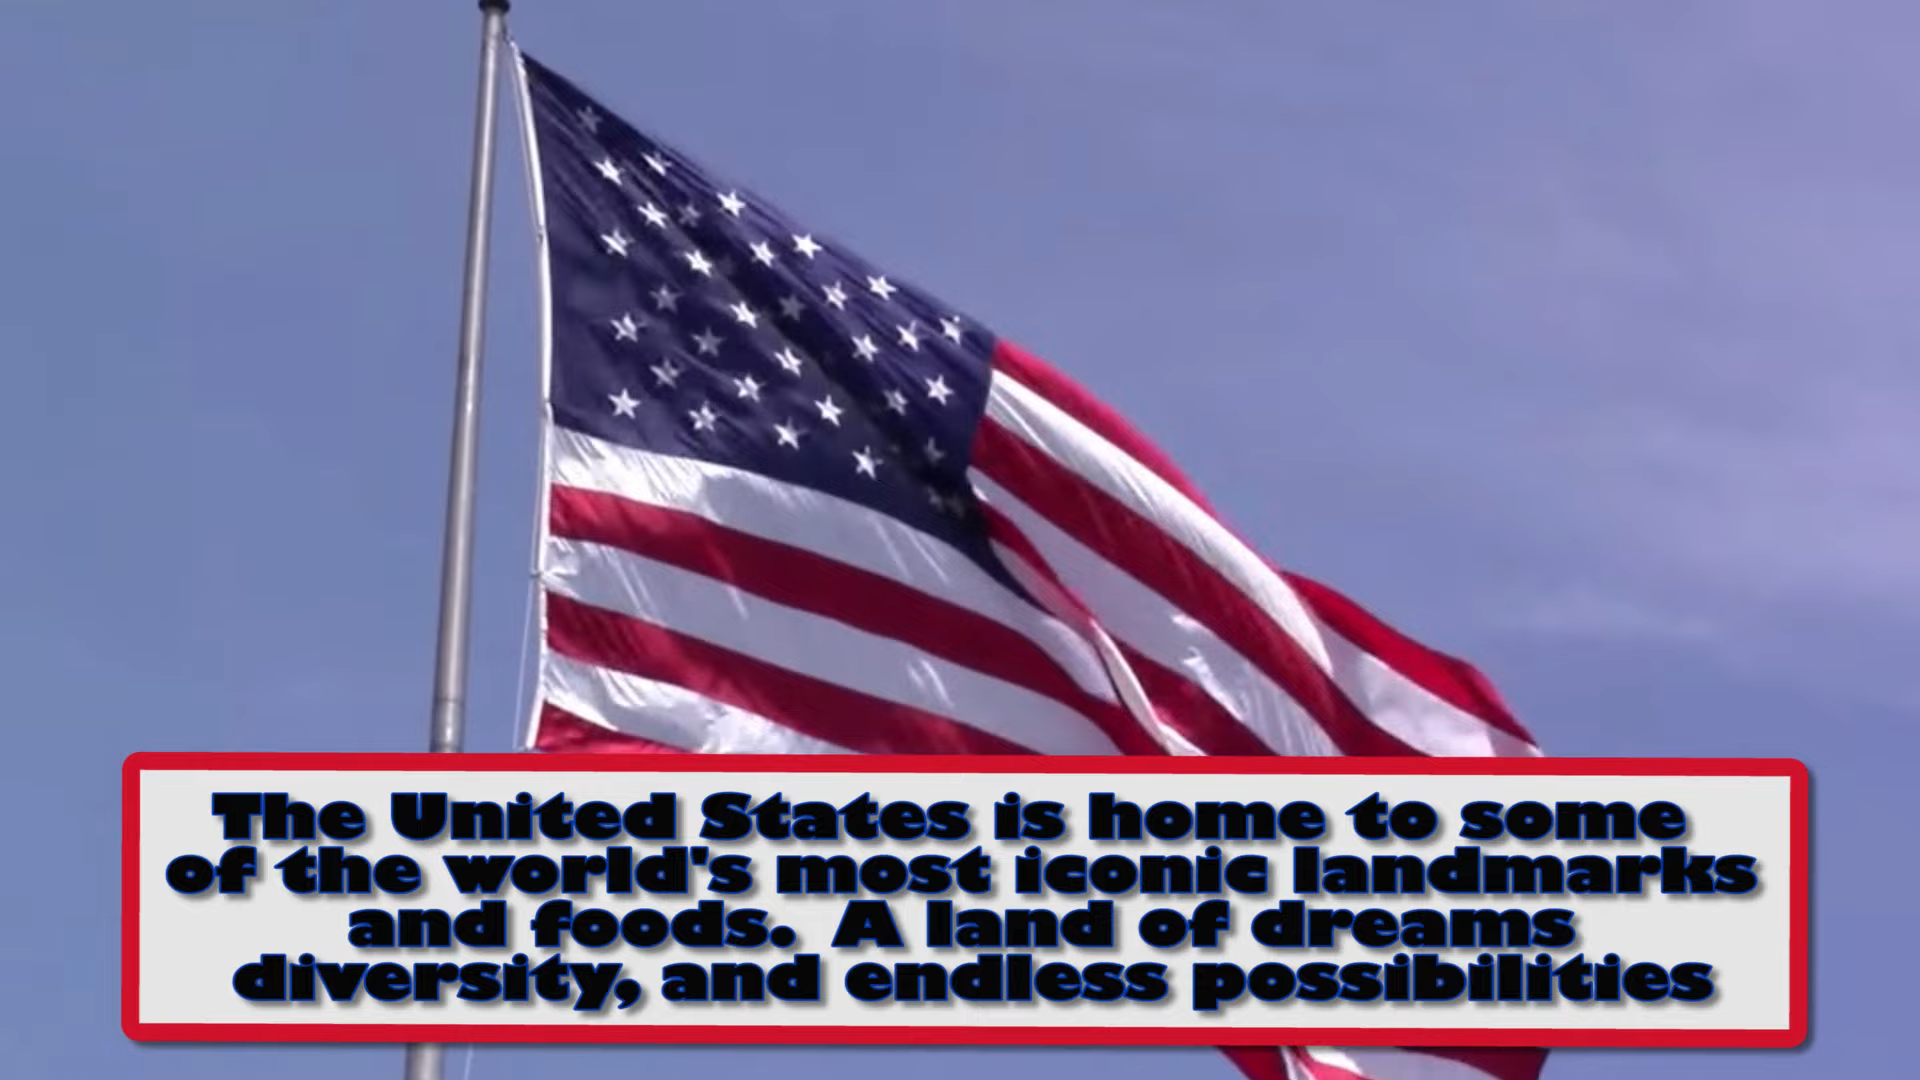 The United States is home to some
of the world's most iconic landmarks
and foods. A land of dreams
diversity, and endless possibilities